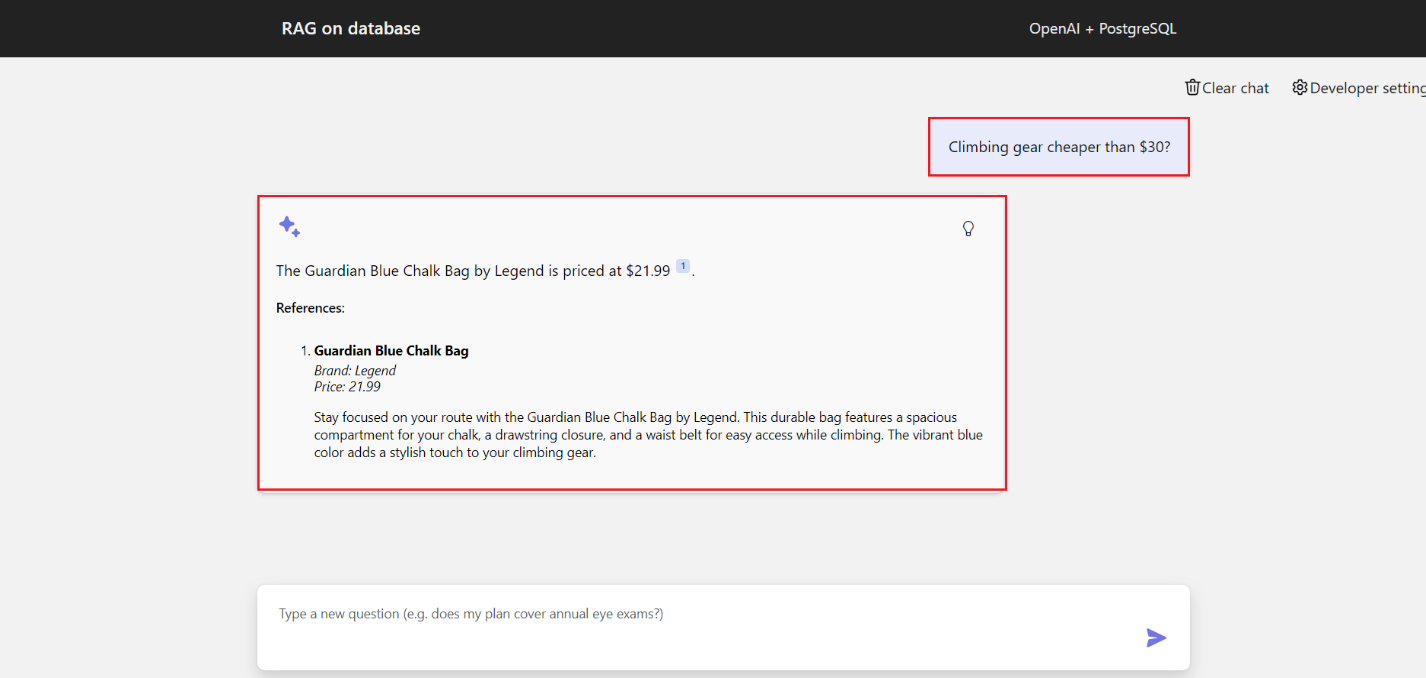 RAG on database
OpenAI + PostgreSQL
Clear chat
Developer setting
Climbing gear cheaper than $30?
The Guardian Blue Chalk Bag by Legend is priced at $21.99 1.
References:
1. Guardian Blue Chalk Bag
Brand: Legend
Price: 21.99
Stay focused on your route with the Guardian Blue Chalk Bag by Legend. This durable bag features a spacious
compartment for your chalk, a drawstring closure, and a waist belt for easy access while climbing. The vibrant blue
color adds a stylish touch to your climbing gear.
Type a new question (e.g. does my plan cover annual eye exams?)